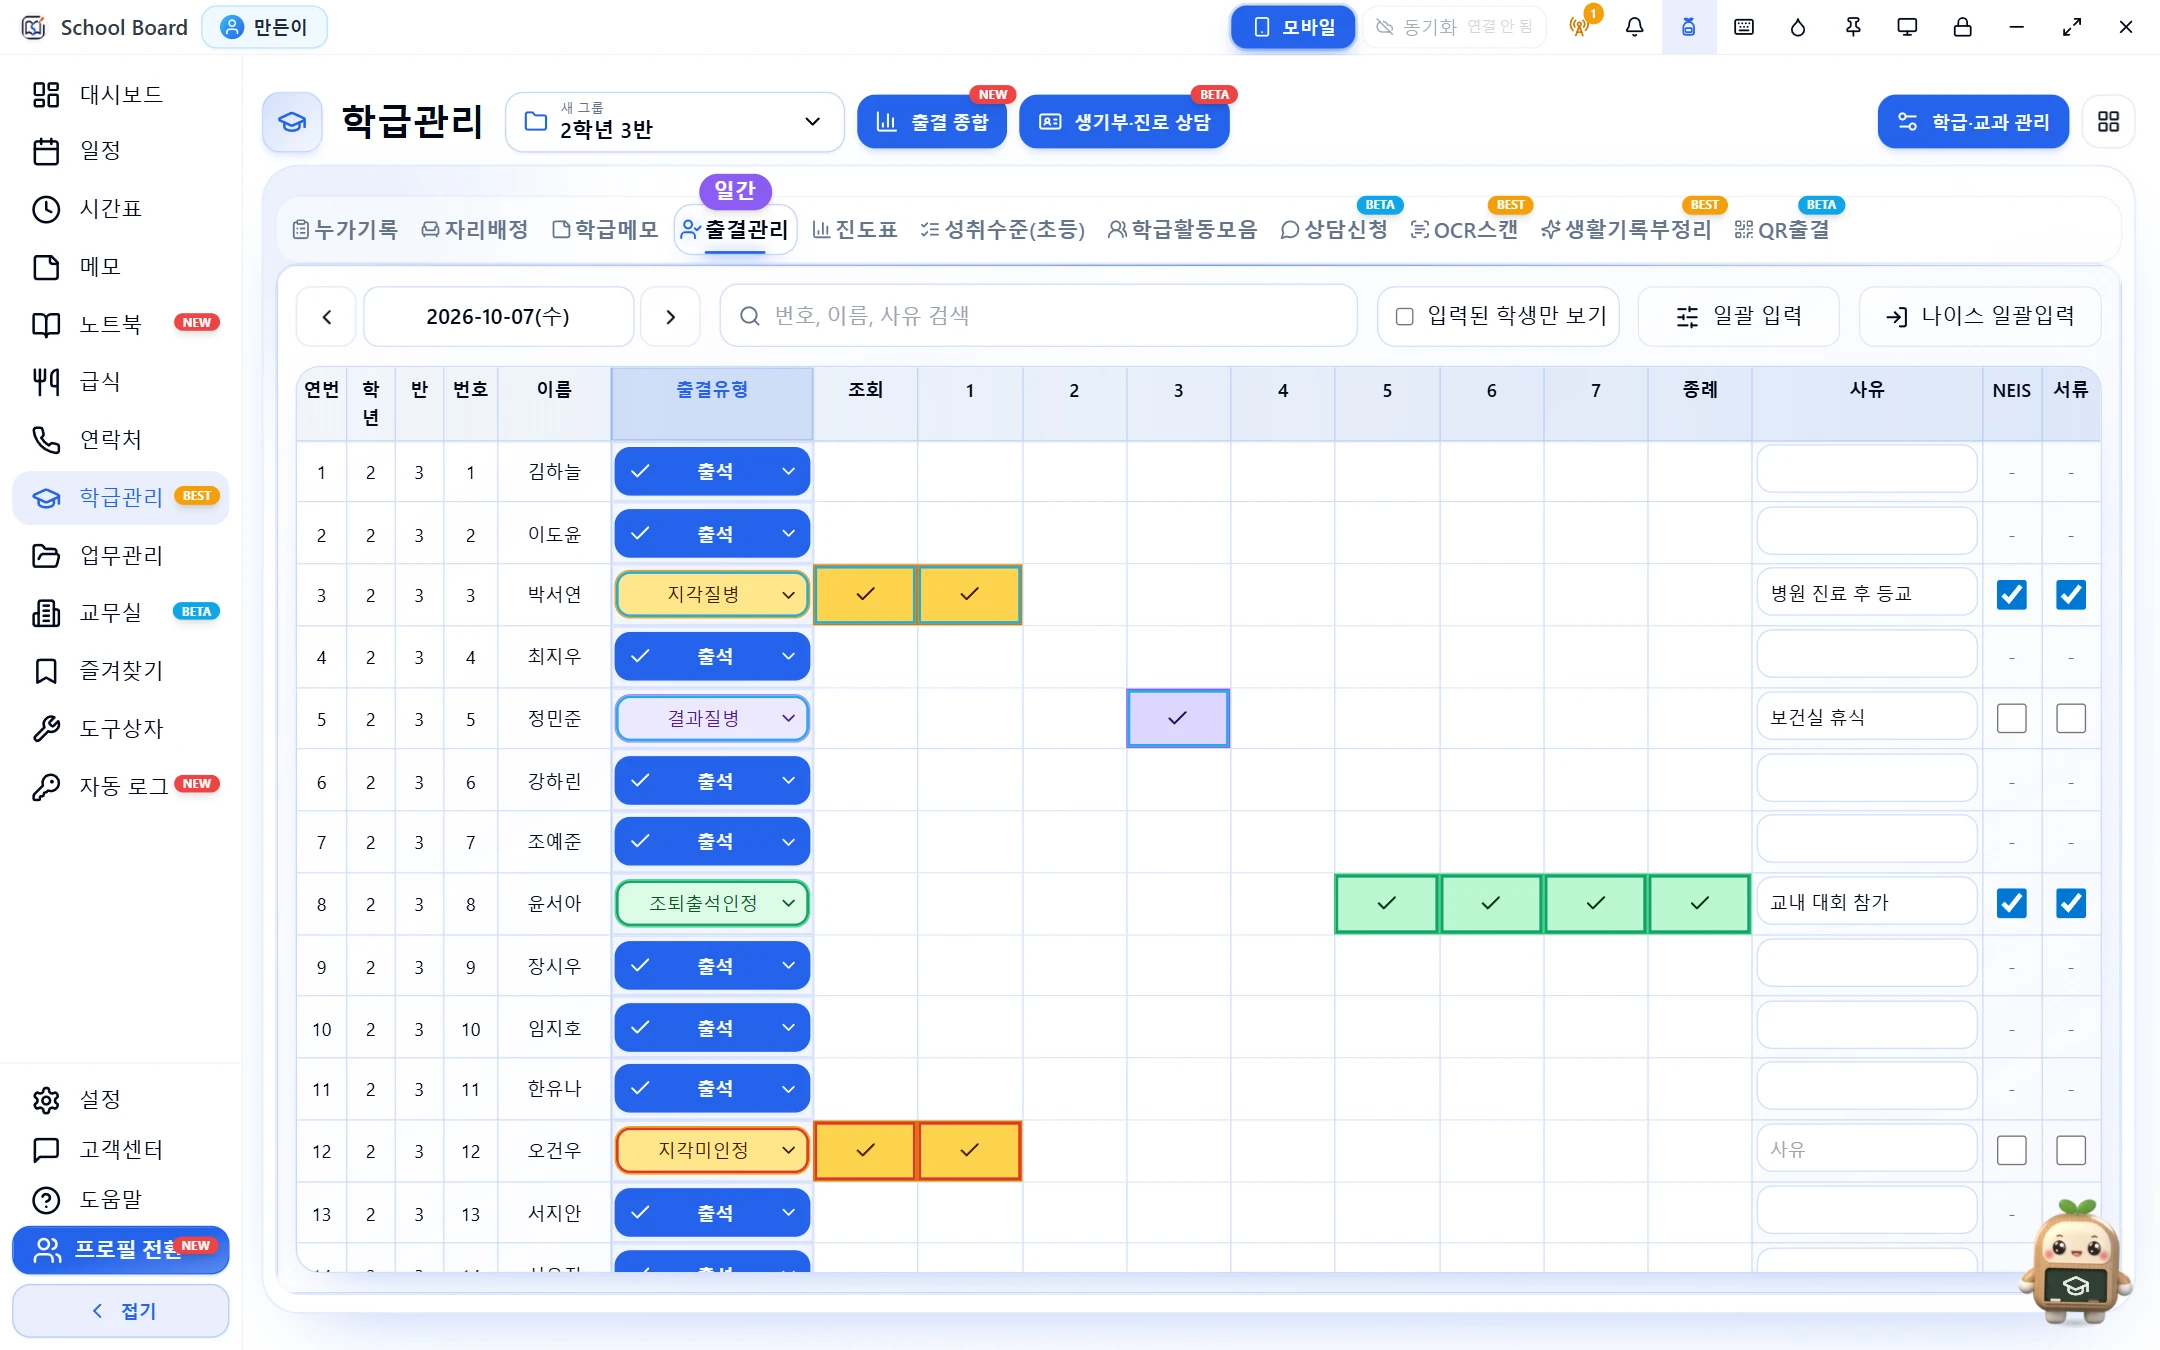 School Board
만든이
모바일
동기화 연결 안 됨
1
대시보드
일정
시간표
메모
노트북 NEW
급식
연락처
학급관리 BEST
업무관리
교무실 BETA
즐겨찾기
도구상자
자동 로그 NEW
설정
고객센터
도움말
프로필 전환 NEW
접기
학급관리
새 그룹
2학년 3반
출결 종합 NEW
생기부·진로 상담 BETA
학급·교과 관리
일간
누가기록 자리배정 학급메모 출결관리 진도표 성취수준(초등) 학급활동모음 상담신청 BETA OCR스캔 BEST 생활기록부정리 BEST QR출결 BETA
2026-10-07(수)
번호, 이름, 사유 검색
입력된 학생만 보기
일괄 입력
나이스 일괄입력
연번 학년 반 번호 이름 출결유형 조회 1 2 3 4 5 6 7 종례 사유 NEIS 서류
1 2 3 1 김하늘 출석 - -
2 2 3 2 이도윤 출석 - -
3 2 3 3 박서연 지각질병 병원 진료 후 등교
4 2 3 4 최지우 출석 - -
5 2 3 5 정민준 결과질병 보건실 휴식
6 2 3 6 강하린 출석 - -
7 2 3 7 조예준 출석 - -
8 2 3 8 윤서아 조퇴출석인정 교내 대회 참가
9 2 3 9 장시우 출석 - -
10 2 3 10 임지호 출석 - -
11 2 3 11 한유나 출석 - -
12 2 3 12 오건우 지각미인정 사유
13 2 3 13 서지안 출석 -